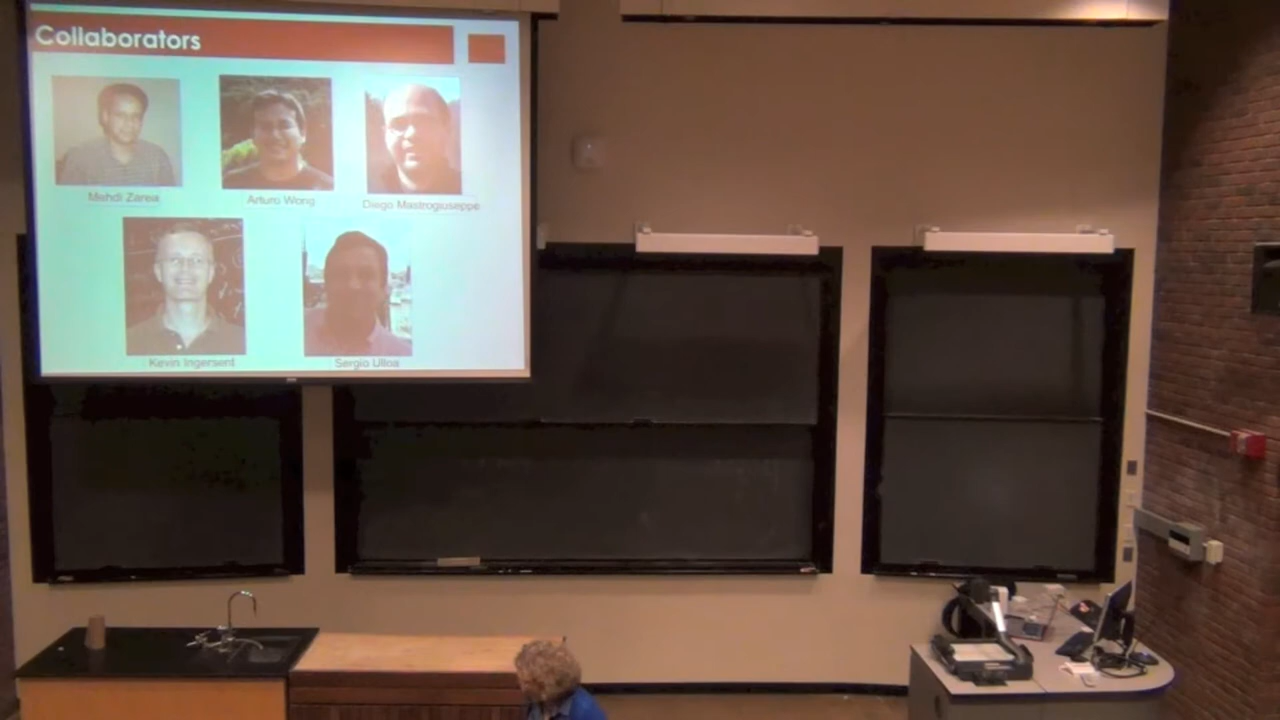 Collaborators
Mehdi Zarea
Arturo Wong
Diego Mastrogiuseppe
Kevin Ingersent
Sergio Ulloa